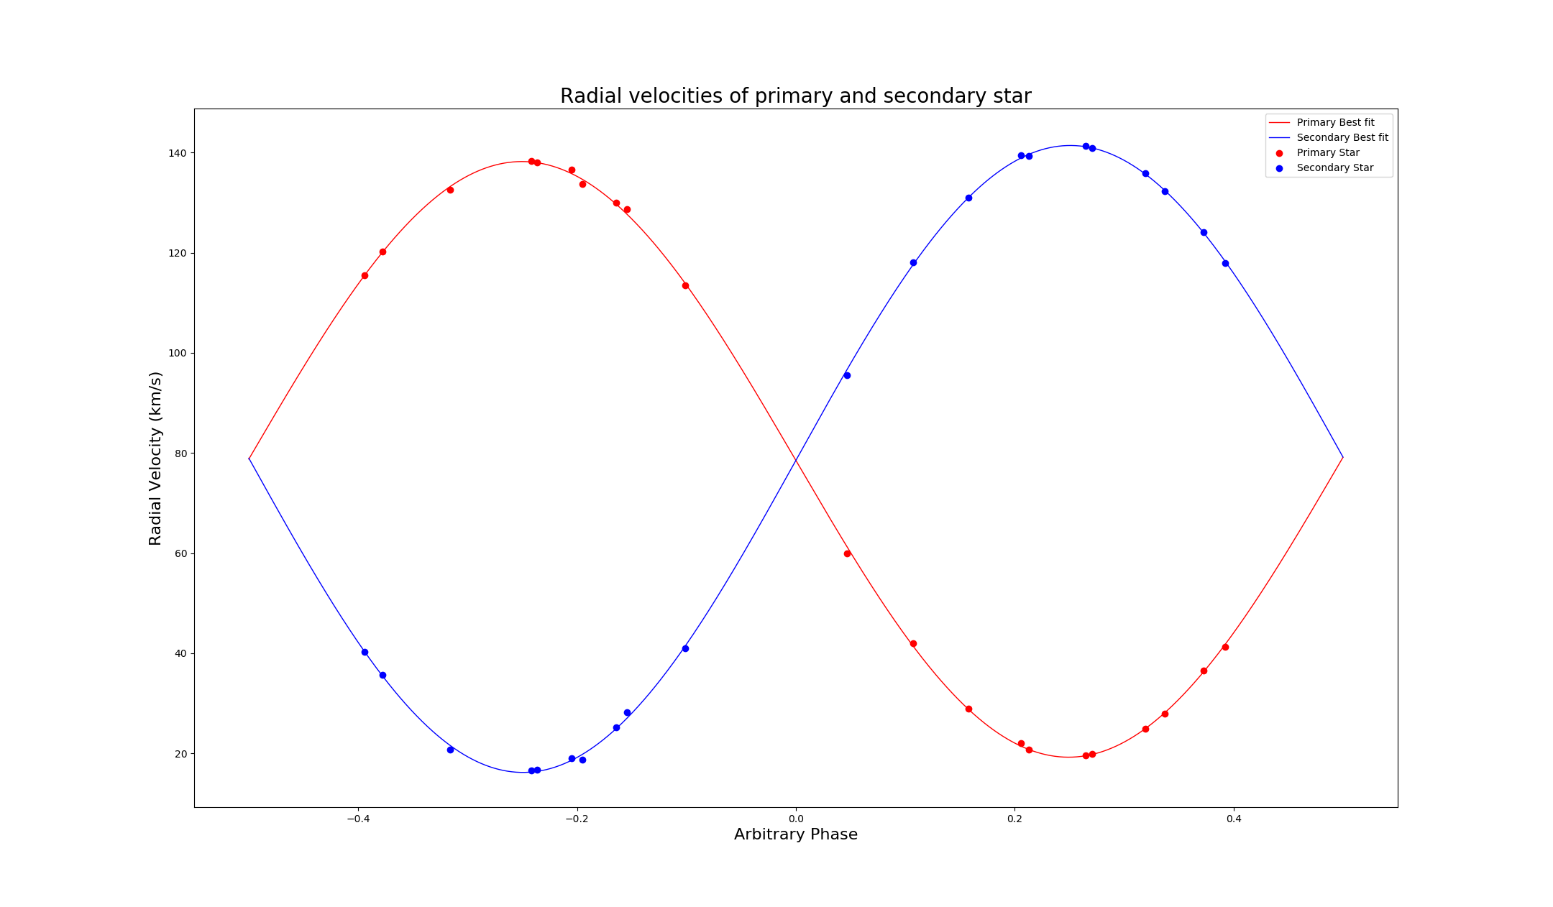 Radial velocities of primary and secondary star
Primary Best fit
Secondary Best fit
Primary Star
Secondary Star
140
120
100
80
60
40
20
Radial Velocity (km/s)
−0.4
−0.2
0.0
0.2
0.4
Arbitrary Phase